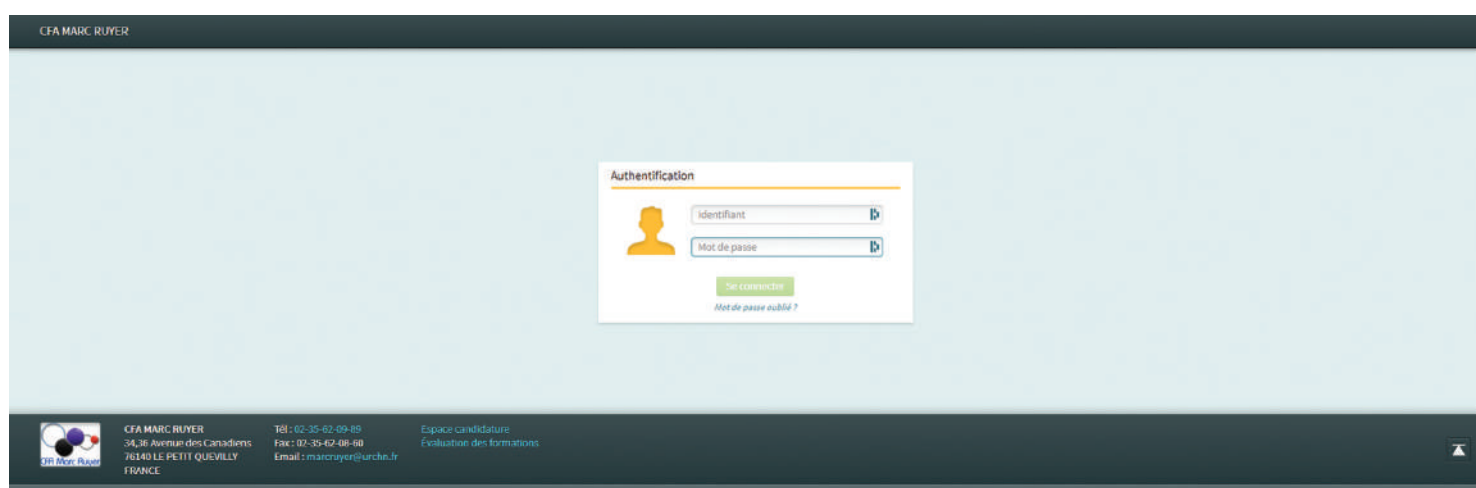 CFA MARC RUYER
Authentification
Identifiant
Mot de passe
Se connecter
Mot de passe oublié ?
CFA Marc Ruyer
CFA MARC RUYER
34,36 Avenue des Canadiens
76140 LE PETIT QUEVILLY
FRANCE
Tél : 02-35-62-09-89
Fax : 02-35-62-08-60
Email : marcruyer@urchn.fr
Espace candidature
Évaluation des formations